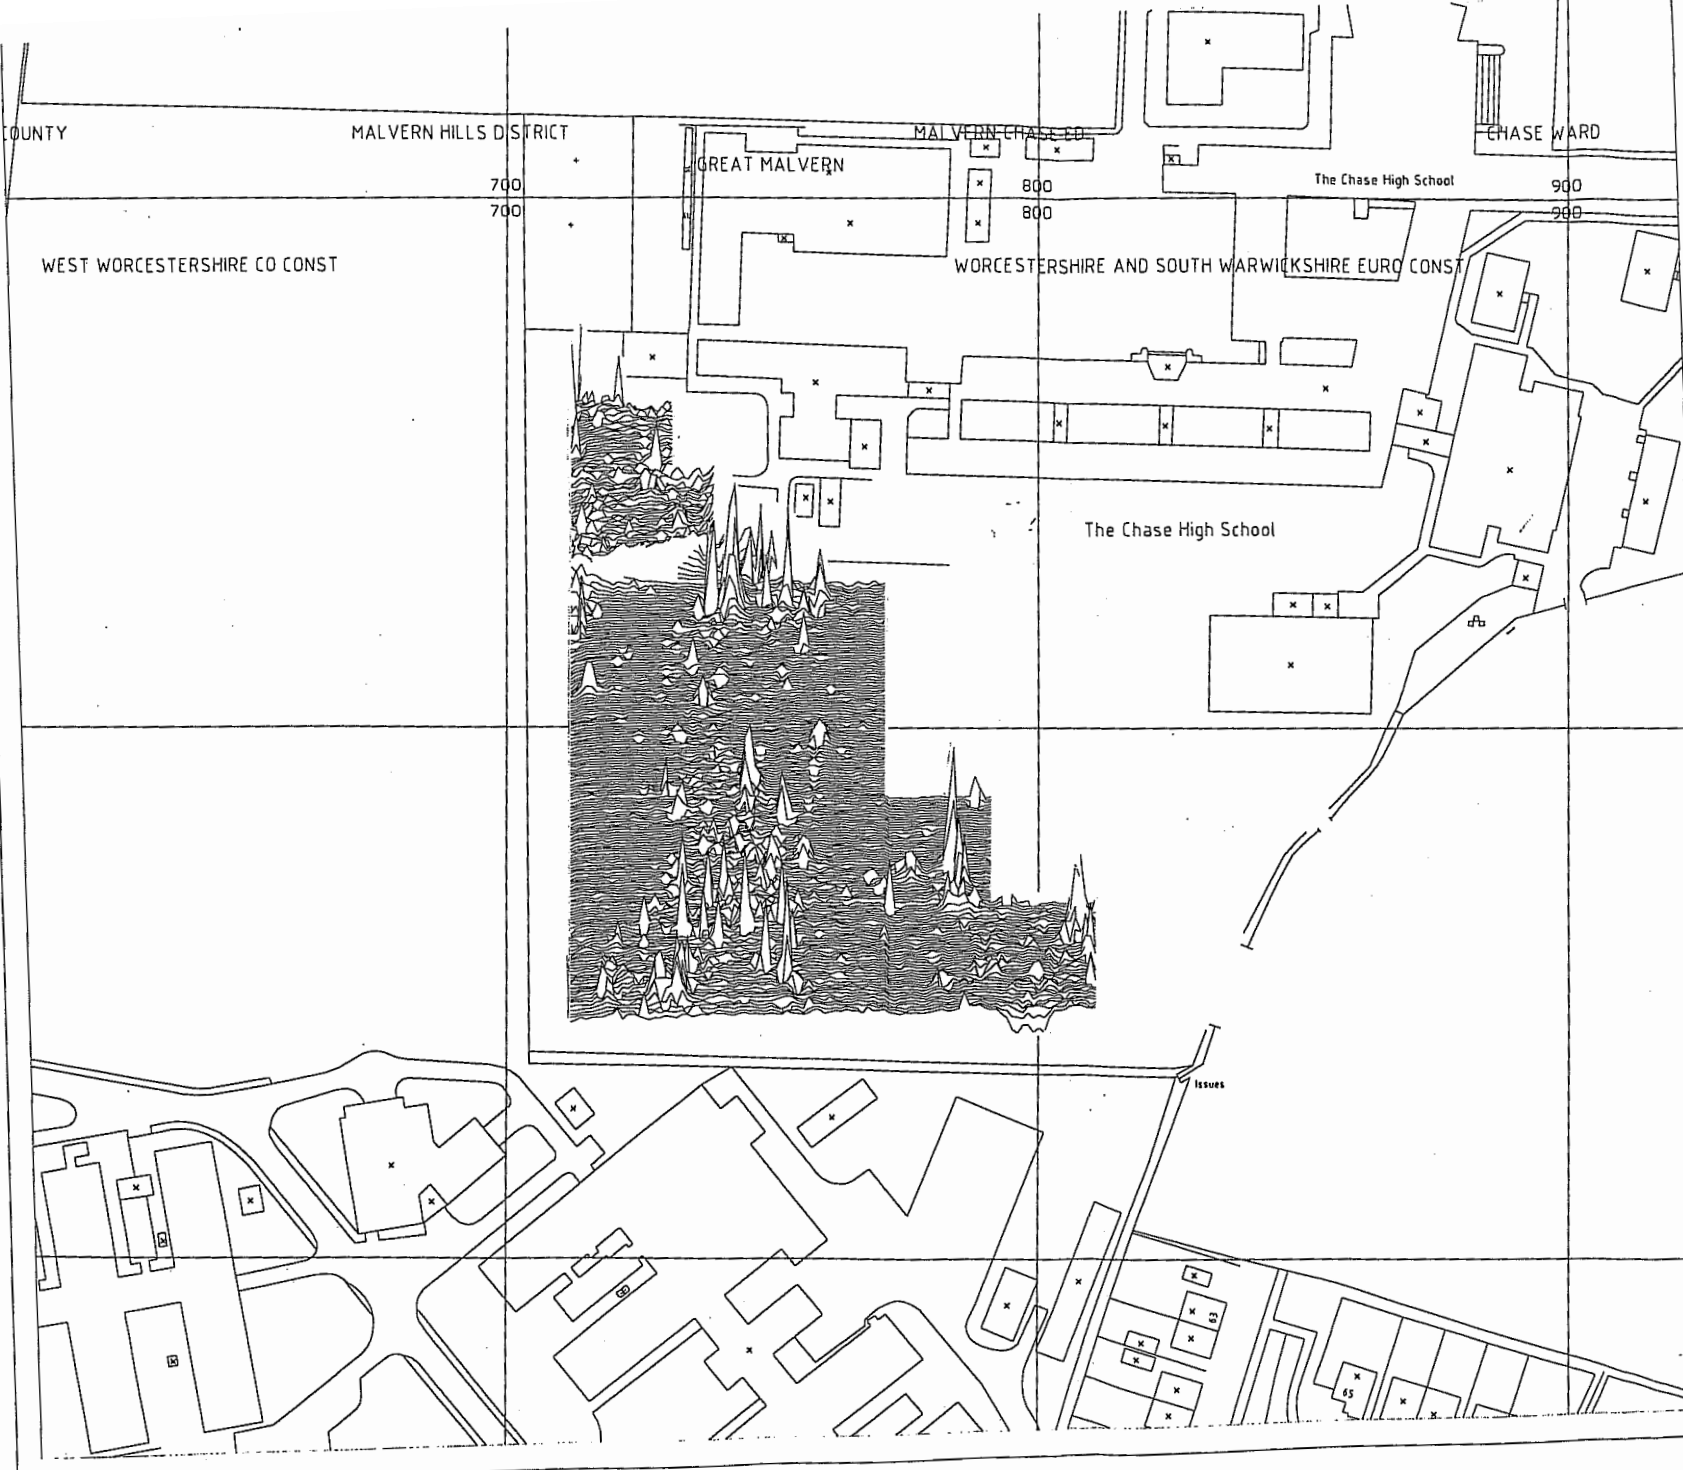 COUNTY
MALVERN HILLS DISTRICT
MALVERN CHASE ED
CHASE WARD
GREAT MALVERN
The Chase High School
700
800
900
700
800
900
WEST WORCESTERSHIRE CO CONST
WORCESTERSHIRE AND SOUTH WARWICKSHIRE EURO CONST
The Chase High School
Issues
63
65